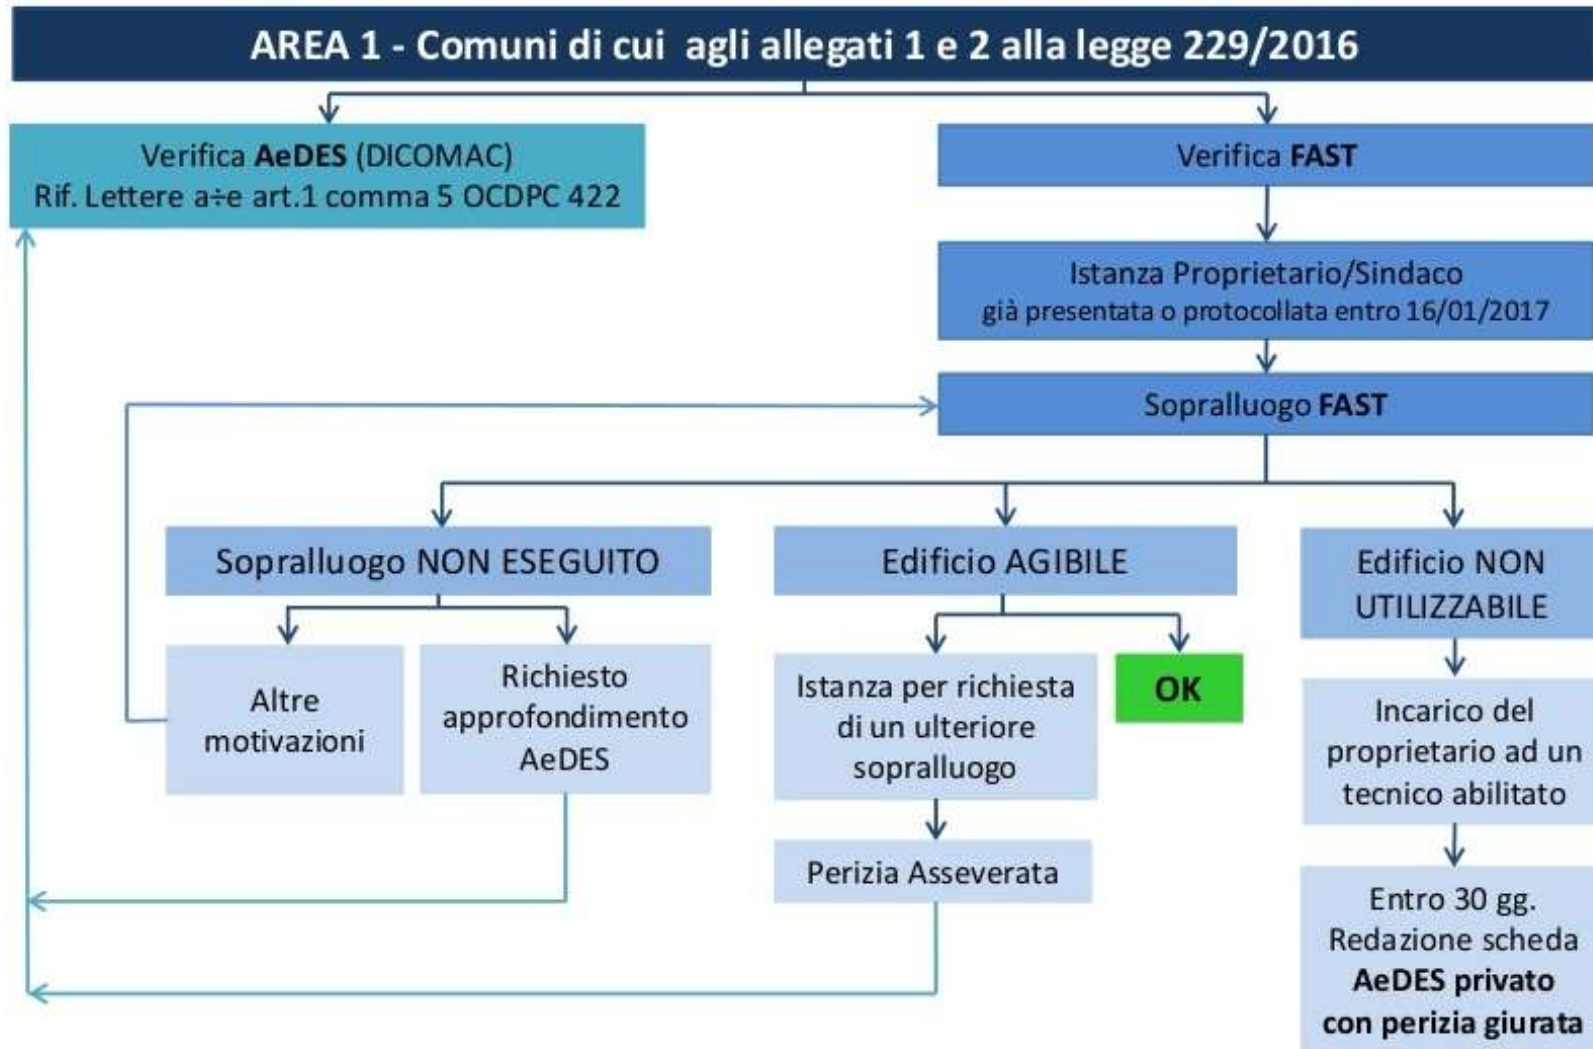 AREA 1 - Comuni di cui agli allegati 1 e 2 alla legge 229/2016
Verifica AeDES (DICOMAC)
Rif. Lettere a÷e art.1 comma 5 OCDPC 422
Verifica FAST
Istanza Proprietario/Sindaco
già presentata o protocollata entro 16/01/2017
Sopralluogo FAST
Sopralluogo NON ESEGUITO
Altre
motivazioni
Richiesto
approfondimento
AeDES
Edificio AGIBILE
Istanza per richiesta
di un ulteriore
sopralluogo
OK
Perizia Asseverata
Edificio NON
UTILIZZABILE
Incarico del
proprietario ad un
tecnico abilitato
Entro 30 gg.
Redazione scheda
AeDES privato
con perizia giurata